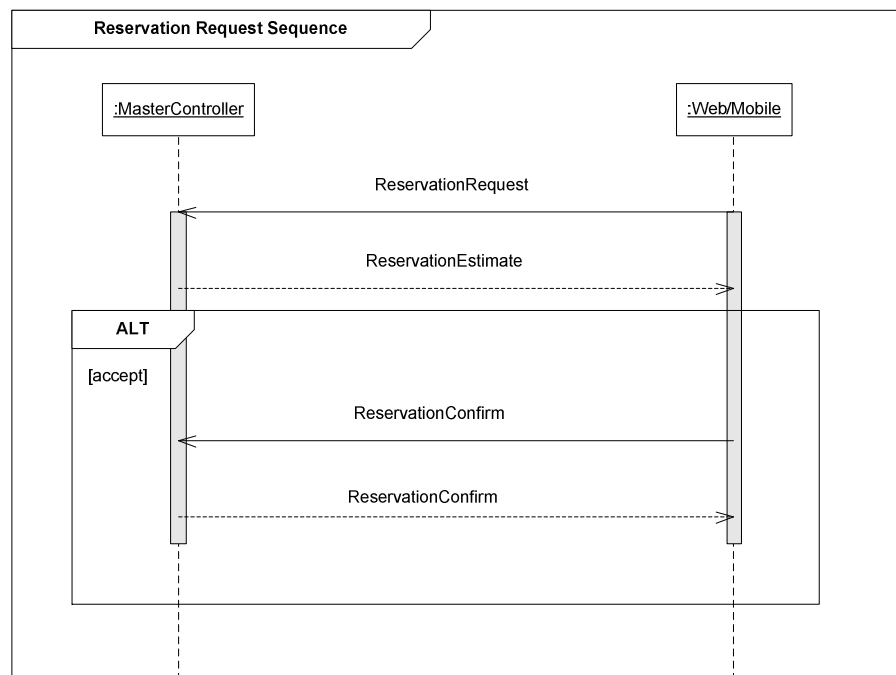 Reservation Request Sequence
:MasterController
:Web/Mobile
ReservationRequest
ReservationEstimate
ALT
[accept]
ReservationConfirm
ReservationConfirm